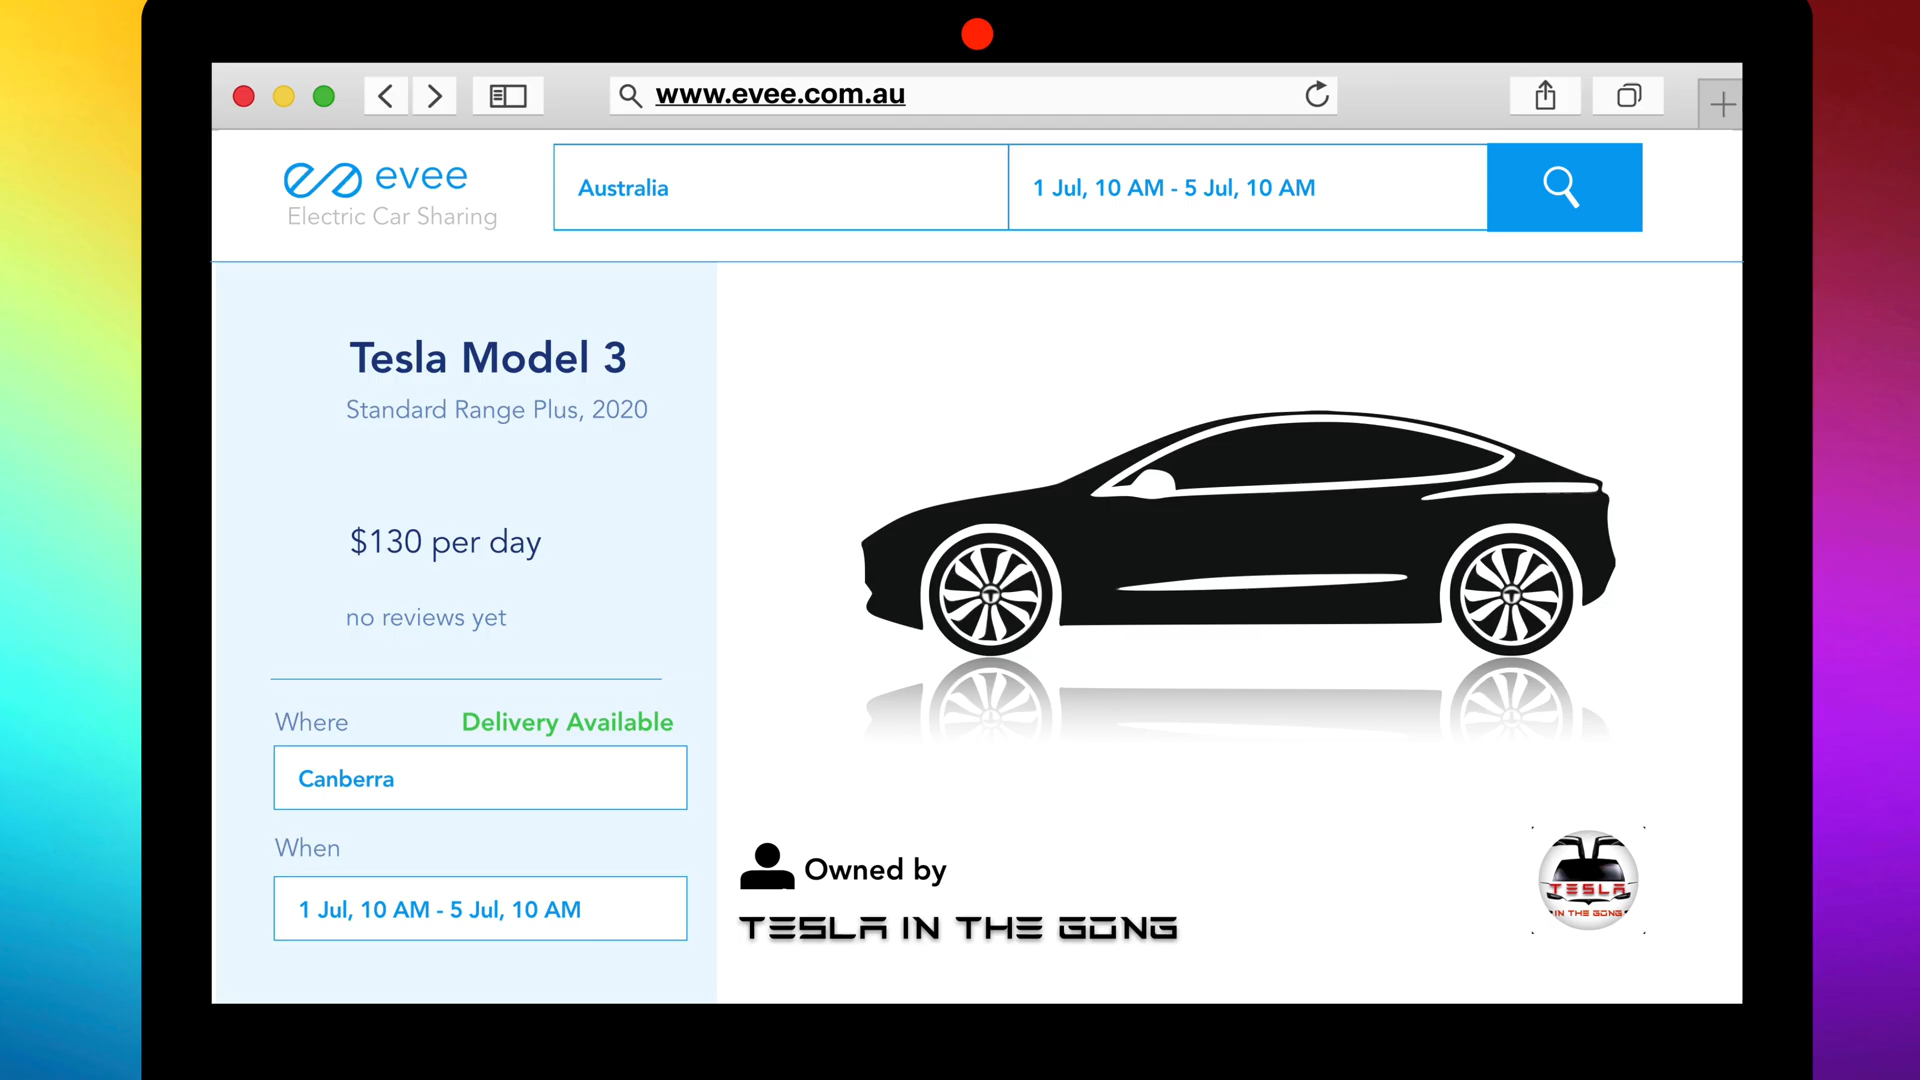 www.evee.com.au
evee
Electric Car Sharing
Australia
1 Jul, 10 AM - 5 Jul, 10 AM
Tesla Model 3
Standard Range Plus, 2020
$130 per day
no reviews yet
Where
Delivery Available
Canberra
When
1 Jul, 10 AM - 5 Jul, 10 AM
Owned by
TESLA IN THE GONG
TESLA
IN THE GONG